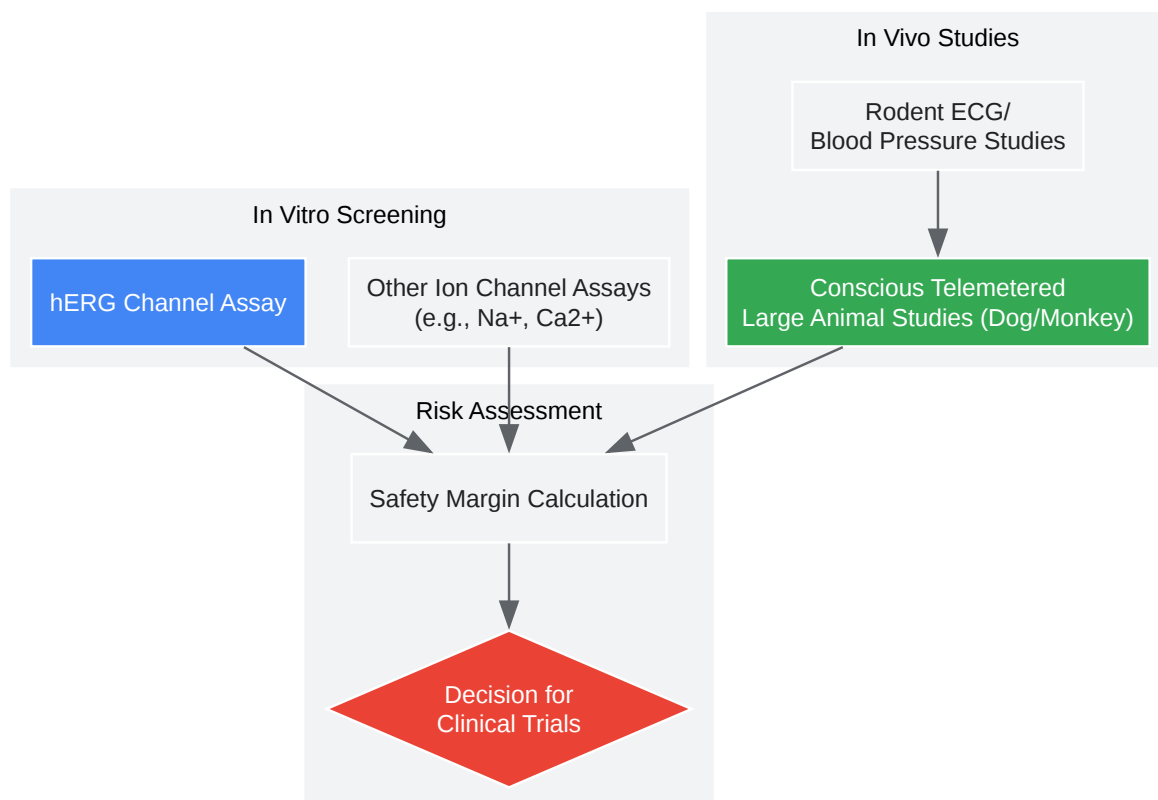 In Vivo Studies
Rodent ECG/
Blood Pressure Studies
In Vitro Screening
hERG Channel Assay
Other Ion Channel Assays
(e.g., Na+, Ca2+)
Conscious Telemetered
Large Animal Studies (Dog/Monkey)
Risk Assessment
Safety Margin Calculation
Decision for
Clinical Trials